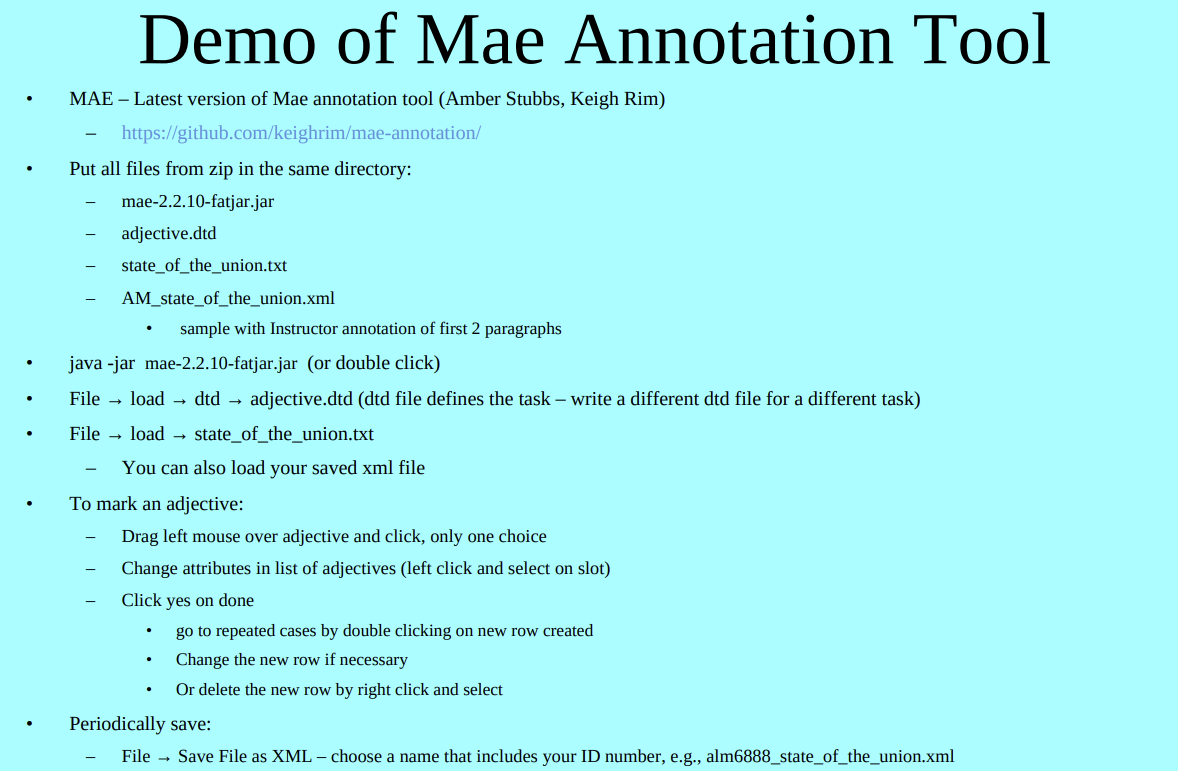 Demo of Mae Annotation Tool
• MAE – Latest version of Mae annotation tool (Amber Stubbs, Keigh Rim)
– https://github.com/keighrim/mae-annotation/
• Put all files from zip in the same directory:
– mae-2.2.10-fatjar.jar
– adjective.dtd
– state_of_the_union.txt
– AM_state_of_the_union.xml
• sample with Instructor annotation of first 2 paragraphs
• java -jar mae-2.2.10-fatjar.jar (or double click)
• File → load → dtd → adjective.dtd (dtd file defines the task – write a different dtd file for a different task)
• File → load → state_of_the_union.txt
– You can also load your saved xml file
• To mark an adjective:
– Drag left mouse over adjective and click, only one choice
– Change attributes in list of adjectives (left click and select on slot)
– Click yes on done
• go to repeated cases by double clicking on new row created
• Change the new row if necessary
• Or delete the new row by right click and select
• Periodically save:
– File → Save File as XML – choose a name that includes your ID number, e.g., alm6888_state_of_the_union.xml